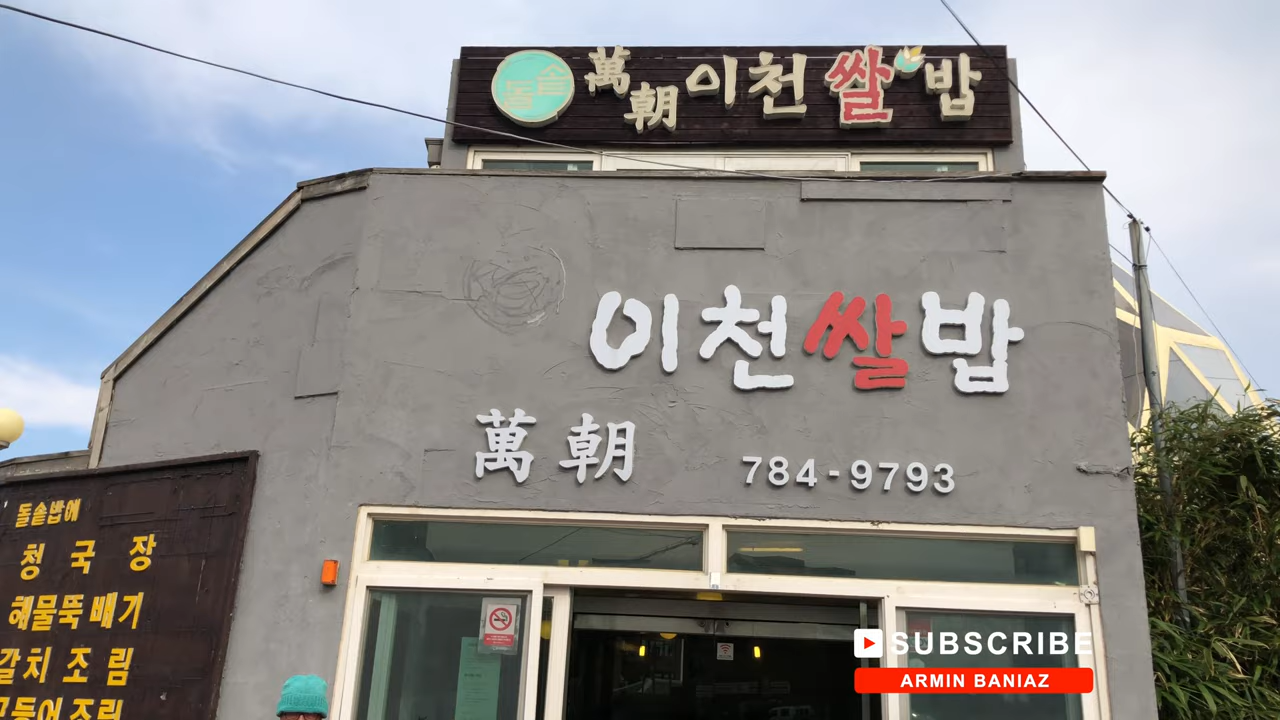 돌솥 萬朝 이천쌀밥
이천쌀밥
萬朝
784-9793
돌솥밥에
청국장
해물뚝배기
갈치조림
SUBSCRIBE
ARMIN BANIAZ